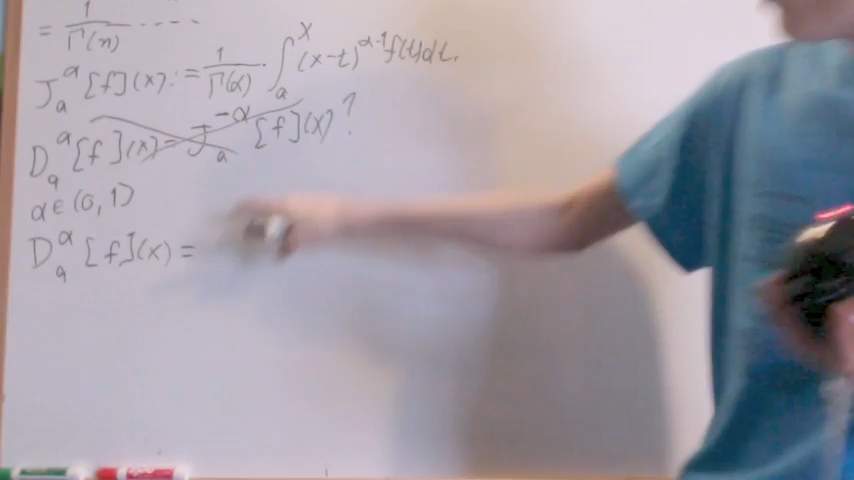 = 1/Γ(n) .....
J_a^α [f](x) := 1/Γ(α) · ∫_a^x (x-t)^{α-1} f(t)dt.
D_a^α [f](x) = J_a^{-α} [f](x)?
α ∈ (0, 1)
D_a^α [f](x) =